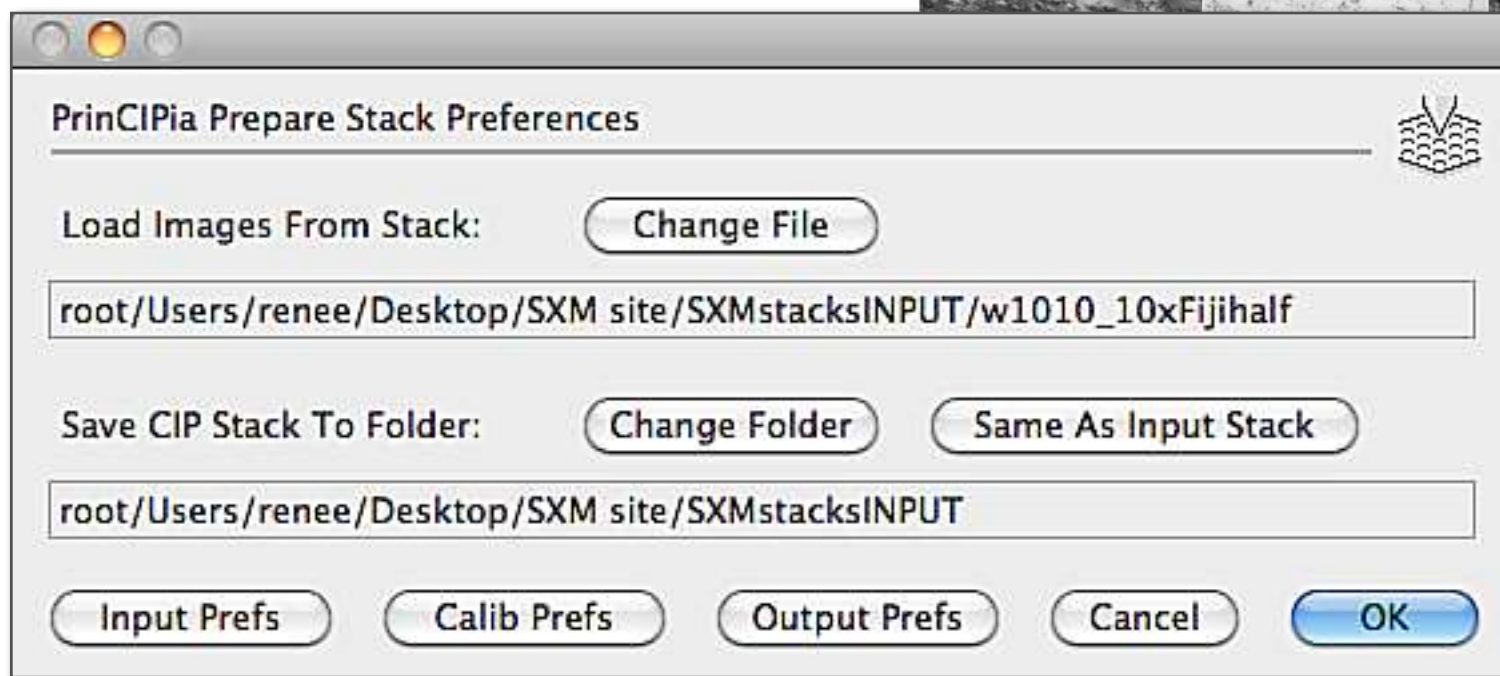 PrinCIPia Prepare Stack Preferences
Load Images From Stack: Change File
root/Users/renee/Desktop/SXM site/SXMstacksINPUT/w1010_10xFijihalf
Save CIP Stack To Folder: Change Folder Same As Input Stack
root/Users/renee/Desktop/SXM site/SXMstacksINPUT
Input Prefs Calib Prefs Output Prefs Cancel OK